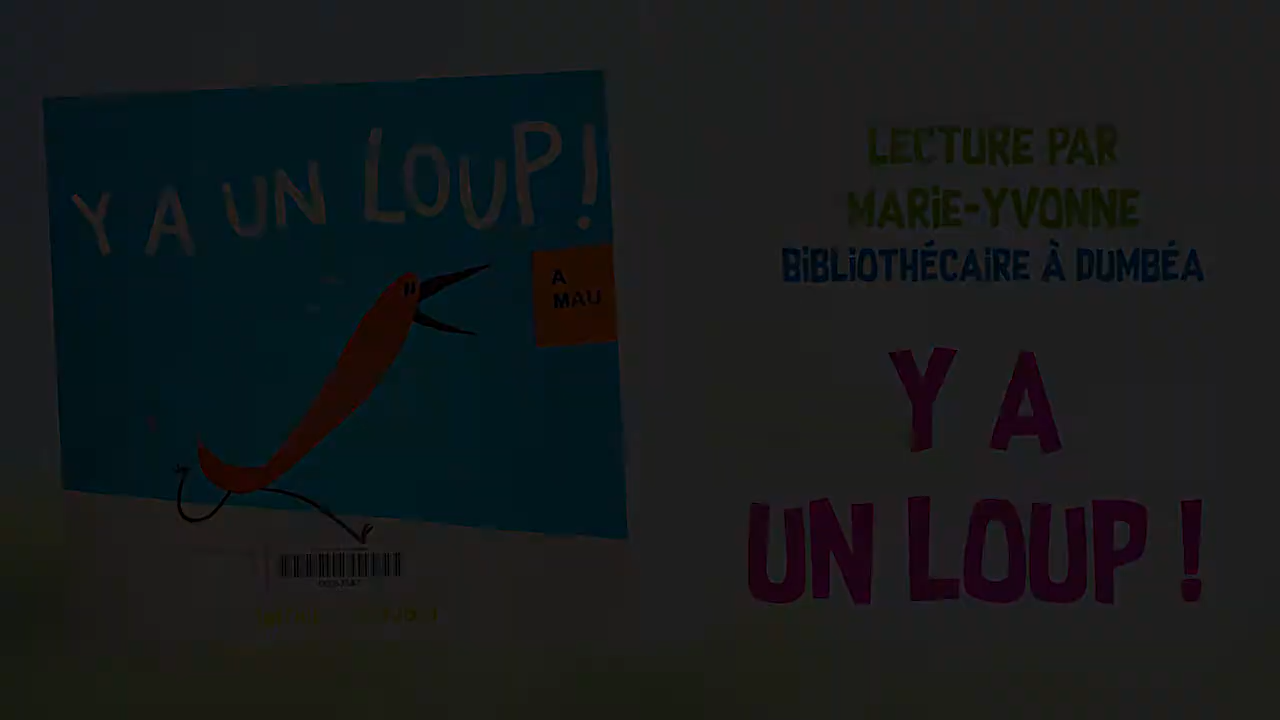 Y A UN LOUP !
A
MAU
LECTURE PAR
MARiE-YVONNE
BiBLiOTHÉCAiRE À DUMBÉA
Y A
UN LOUP !